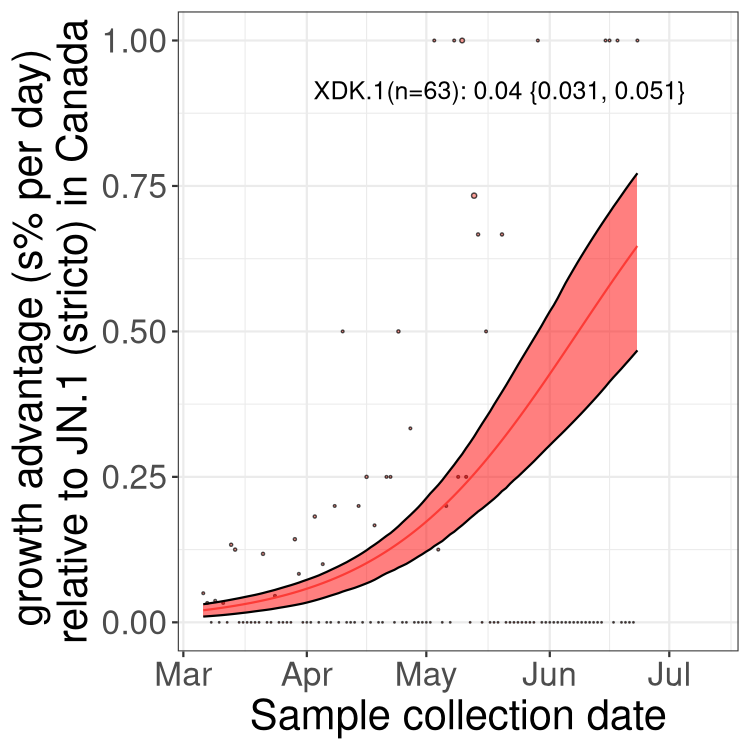 growth advantage (s% per day)
relative to JN.1 (stricto) in Canada
1.00
0.75
0.50
0.25
0.00
XDK.1(n=63): 0.04 {0.031, 0.051}
Mar Apr May Jun Jul
Sample collection date